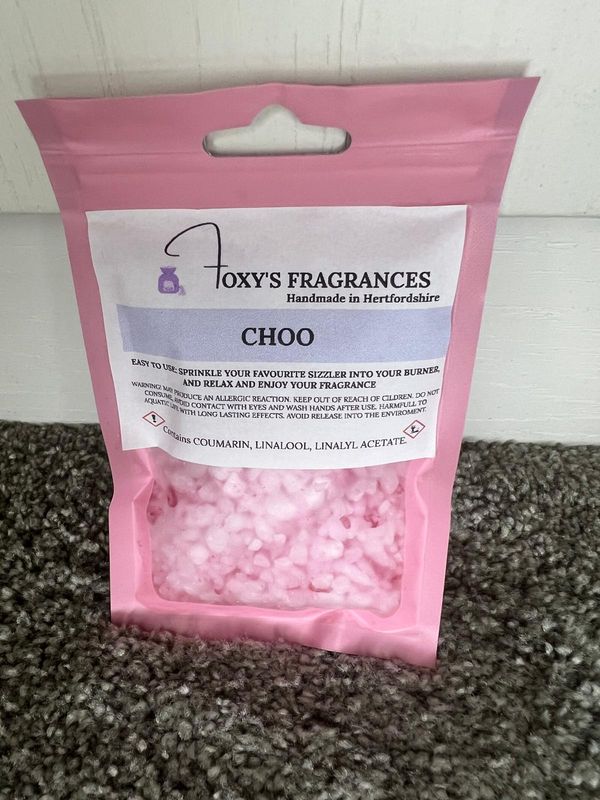 FOXY'S FRAGRANCES
Handmade in Hertfordshire
CHOO
EASY TO USE: SPRINKLE YOUR FAVOURITE SIZZLER INTO YOUR BURNER,
AND RELAX AND ENJOY YOUR FRAGRANCE
WARNING! MAY PRODUCE AN ALLERGIC REACTION. KEEP OUT OF REACH OF CILDREN. DO NOT
CONSUME. AVOID CONTACT WITH EYES AND WASH HANDS AFTER USE. HARMFULL TO
AQUATIC LIFE WITH LONG LASTING EFFECTS. AVOID RELEASE INTO THE ENVIROMENT.
Contains COUMARIN, LINALOOL, LINALYL ACETATE.